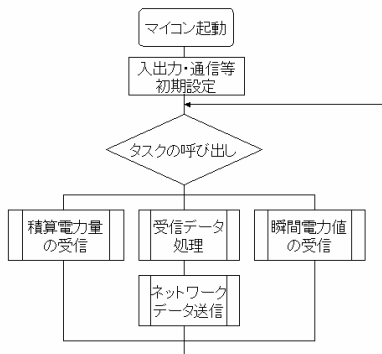 マイコン起動
入出力・通信等
初期設定
タスクの呼び出し
積算電力量
の受信
受信データ
処理
瞬間電力値
の受信
ネットワーク
データ送信